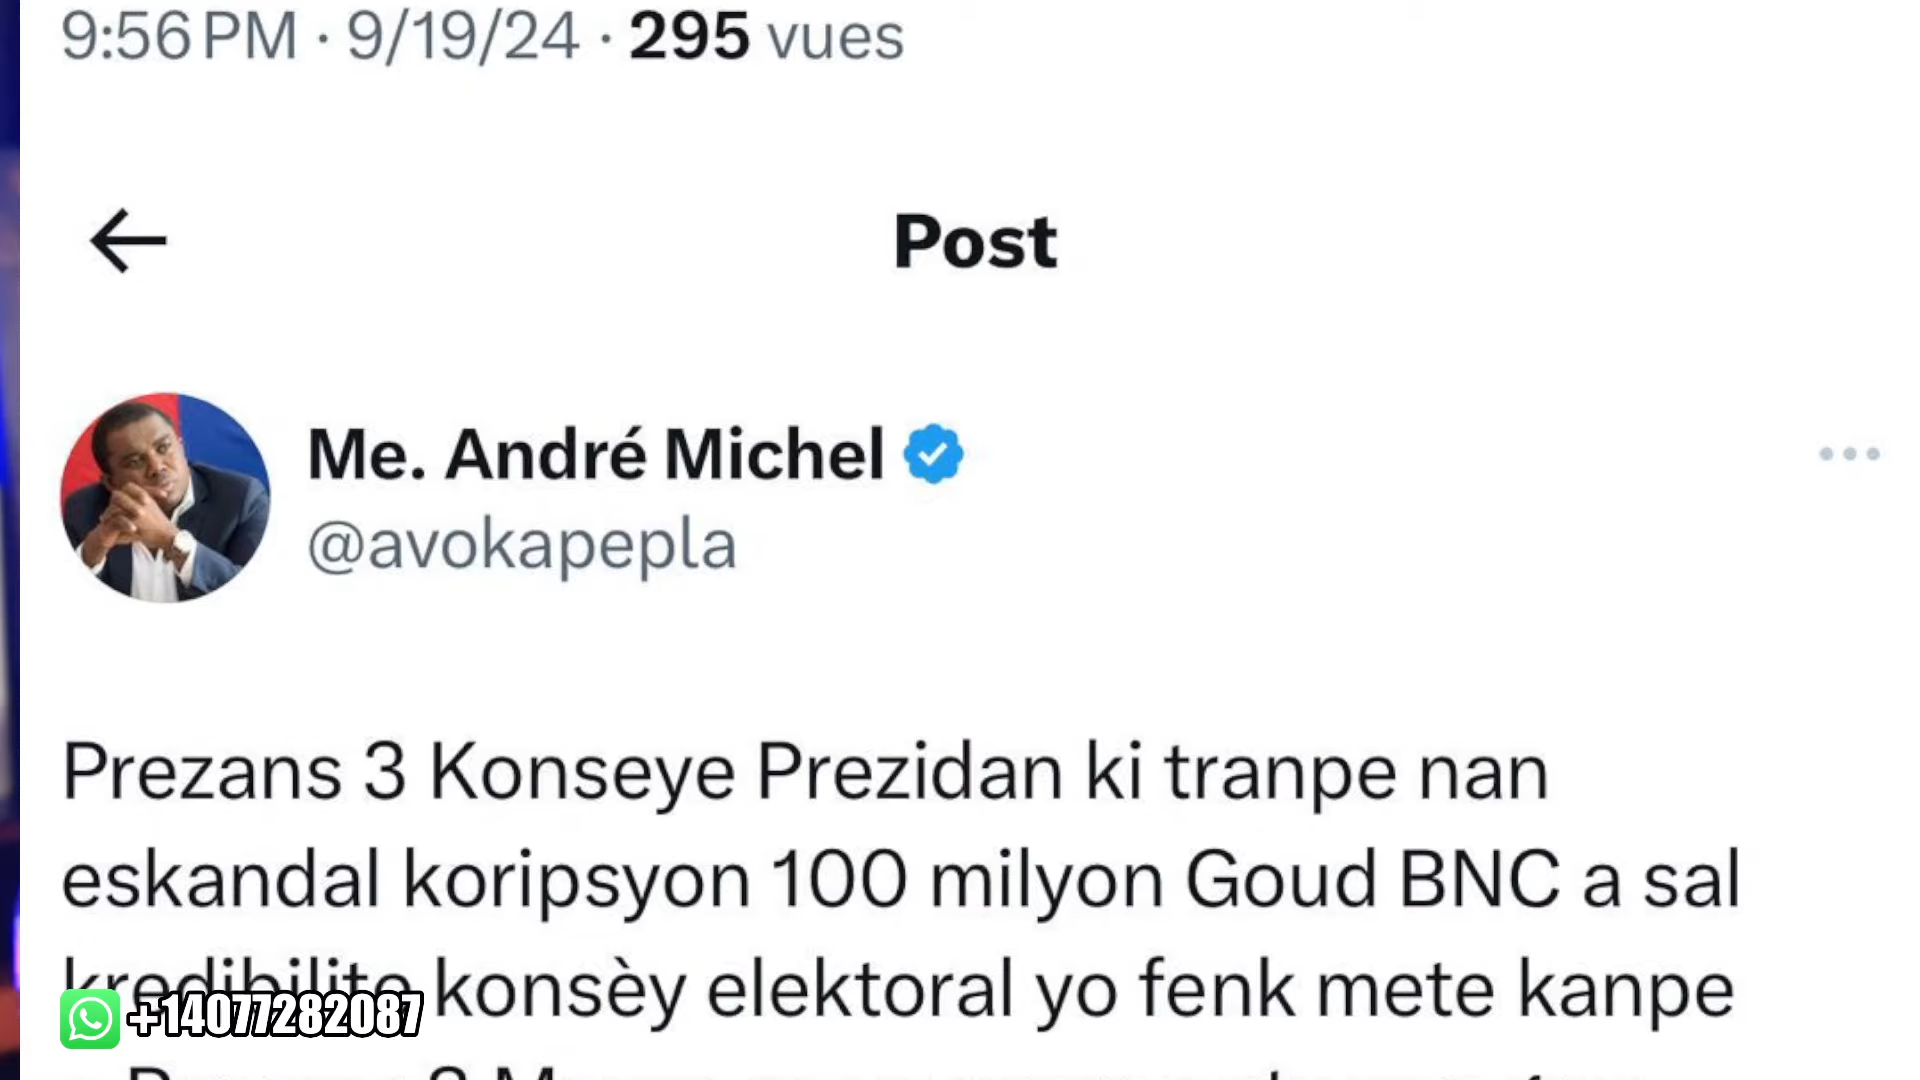 9:56 PM · 9/19/24 · 295 vues
Post
Me. André Michel
@avokapepla
Prezans 3 Konseye Prezidan ki tranpe nan
eskandal koripsyon 100 milyon Goud BNC a sal
kredibilite konsèy elektoral yo fenk mete kanpe
+14077282087